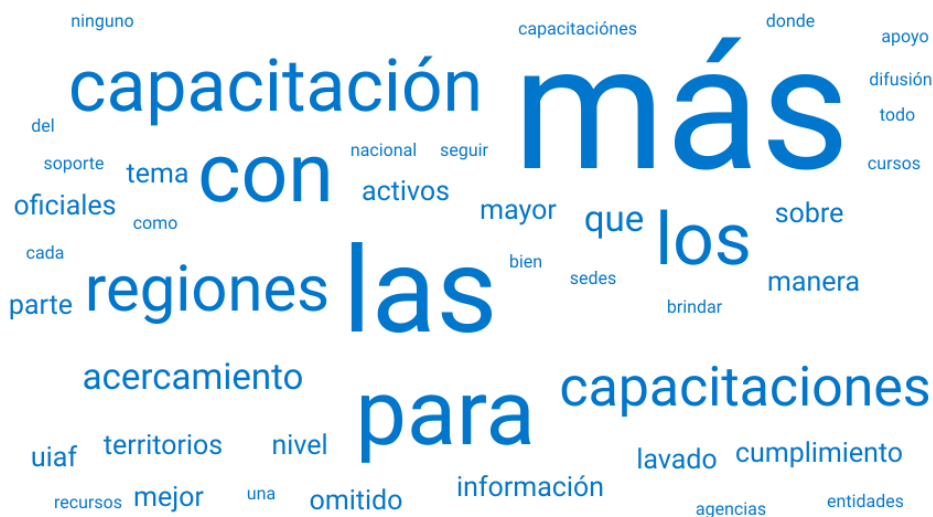 ninguno
capacitaciónes
donde
apoyo
capacitación
más
difusión
todo
del
soporte
tema
con
nacional
seguir
cursos
activos
oficiales
como
mayor
que
los
sobre
cada
regiones
las
bien
sedes
manera
parte
brindar
acercamiento
para
capacitaciones
uiaf
territorios
nivel
lavado
cumplimiento
recursos
mejor
una
omitido
información
agencias
entidades